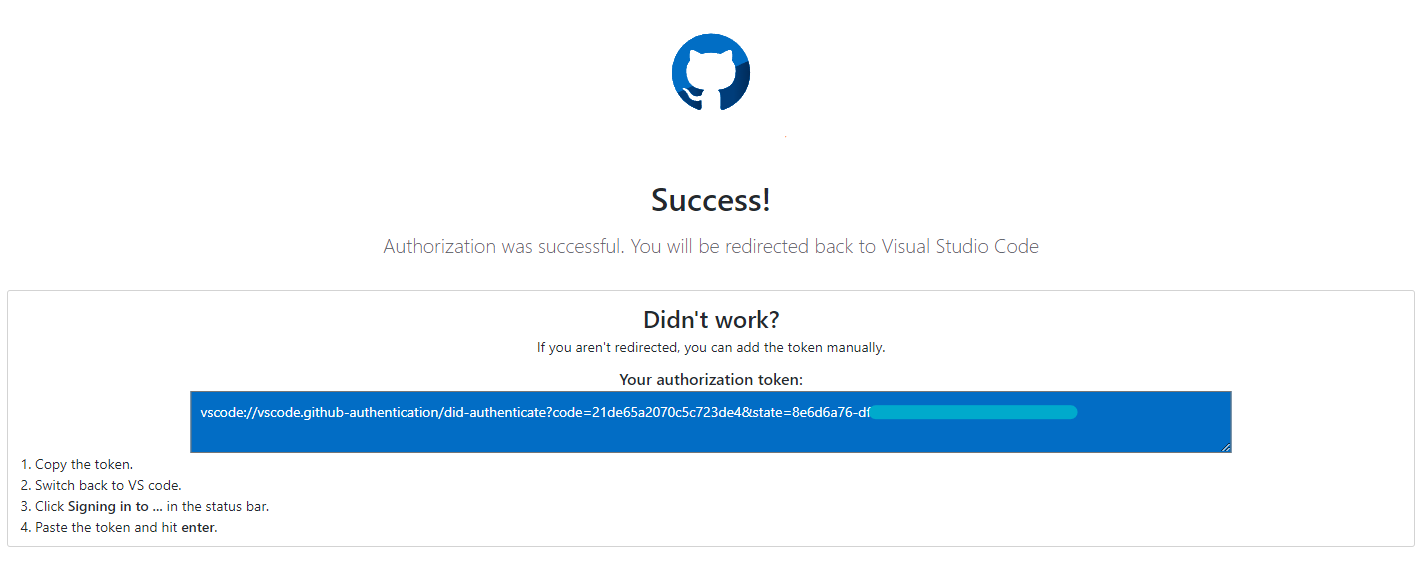 Success!
Authorization was successful. You will be redirected back to Visual Studio Code
Didn't work?
If you aren't redirected, you can add the token manually.
Your authorization token:
vscode://vscode.github-authentication/did-authenticate?code=21de65a2070c5c723de4&state=8e6d6a76-df
1. Copy the token.
2. Switch back to VS code.
3. Click Signing in to ... in the status bar.
4. Paste the token and hit enter.